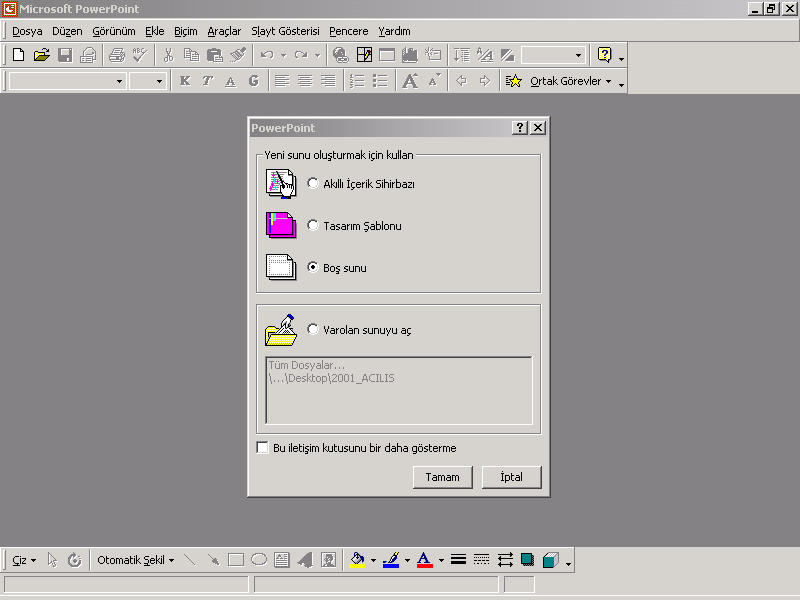 Microsoft PowerPoint
Dosya Düzen Görünüm Ekle Biçim Araçlar Slayt Gösterisi Pencere Yardım
K T A G Ortak Görevler
PowerPoint
Yeni sunu oluşturmak için kullan
Akıllı İçerik Sihirbazı
Tasarım Şablonu
Boş sunu
Varolan sunuyu aç
Tüm Dosyalar...
\...\Desktop\2001_ACILIS
Bu iletişim kutusunu bir daha gösterme
Tamam İptal
Çiz Otomatik Şekil